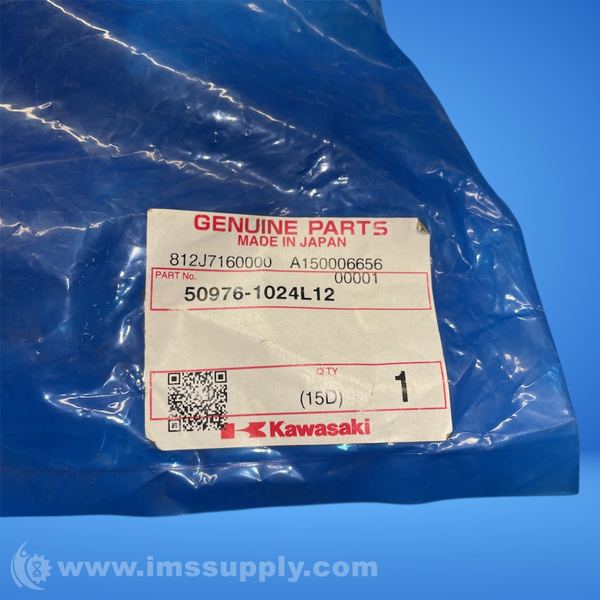 GENUINE PARTS
MADE IN JAPAN
812J7160000 A150006656
00001
PART No.
50976-1024L12
Q'TY
(15D) 1
Kawasaki
www.imssupply.com